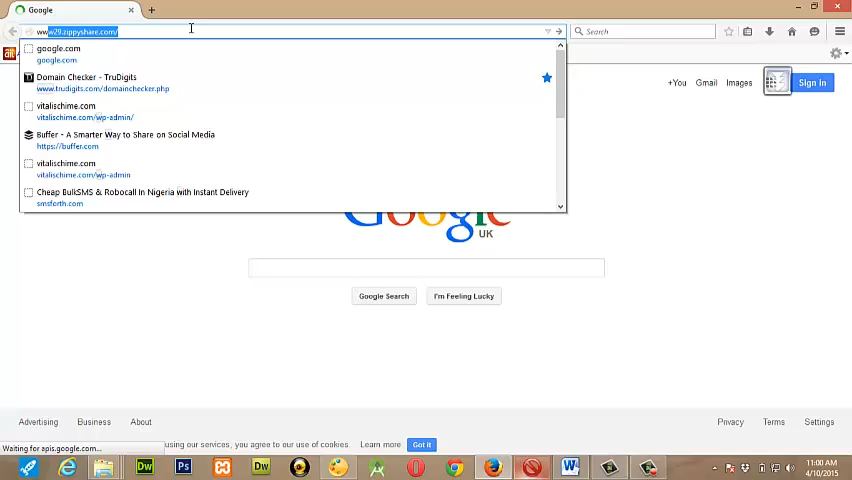 Google
www29.zippyshare.com/
Search
google.com
google.com
Domain Checker - TruDigits
www.trudigits.com/domainchecker.php
vitalischime.com
vitalischime.com/wp-admin/
Buffer - A Smarter Way to Share on Social Media
https://buffer.com
vitalischime.com
vitalischime.com/wp-admin
Cheap BulkSMS & Robocall In Nigeria with Instant Delivery
smsforth.com
+You Gmail Images Sign in
Google
UK
Google Search I'm Feeling Lucky
Advertising Business About Privacy Terms Settings
using our services, you agree to our use of cookies. Learn more Got it
Waiting for apis.google.com...
Dw Ps Dw W
11:00 AM
4/10/2015